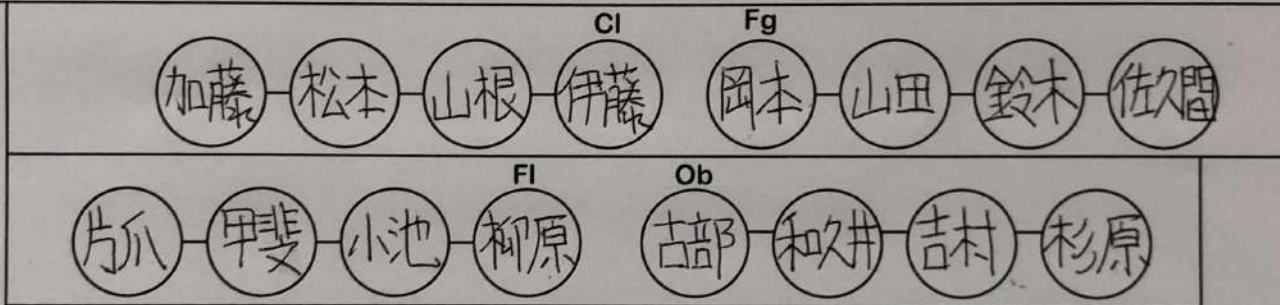 Cl Fg
加藤 松本 山根 伊藤 岡本 山田 鈴木 佐久間
Fl Ob
片爪 甲斐 小池 柳原 古部 和久井 吉村 杉原